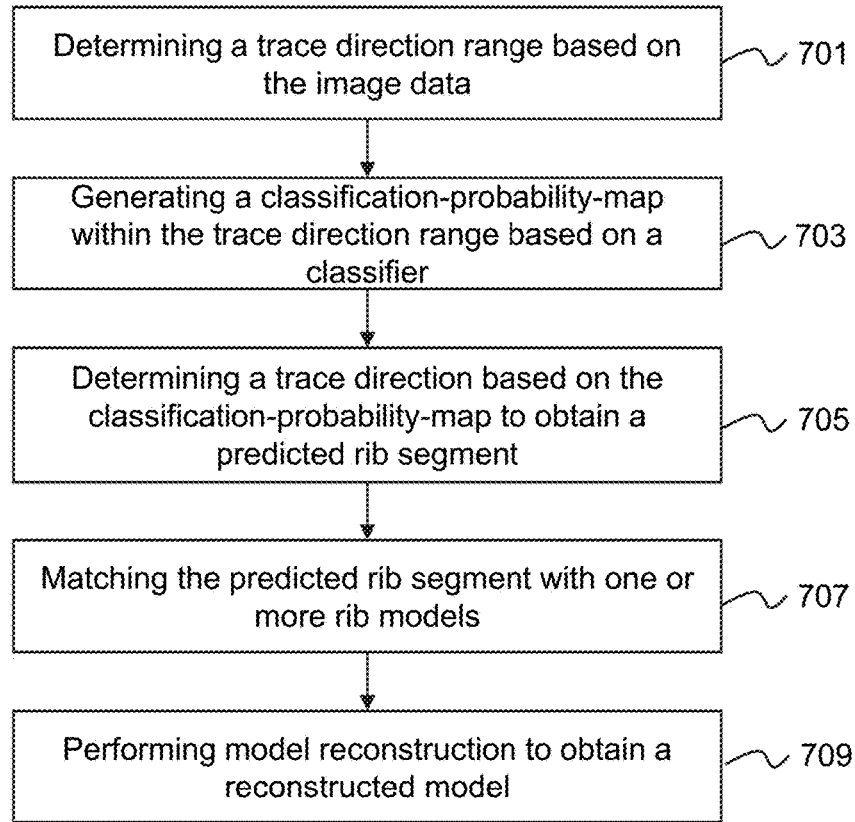 Determining a trace direction range based on
the image data
701
Generating a classification-probability-map
within the trace direction range based on a
classifier
703
Determining a trace direction based on the
classification-probability-map to obtain a
predicted rib segment
705
Matching the predicted rib segment with one or
more rib models
707
Performing model reconstruction to obtain a
reconstructed model
709